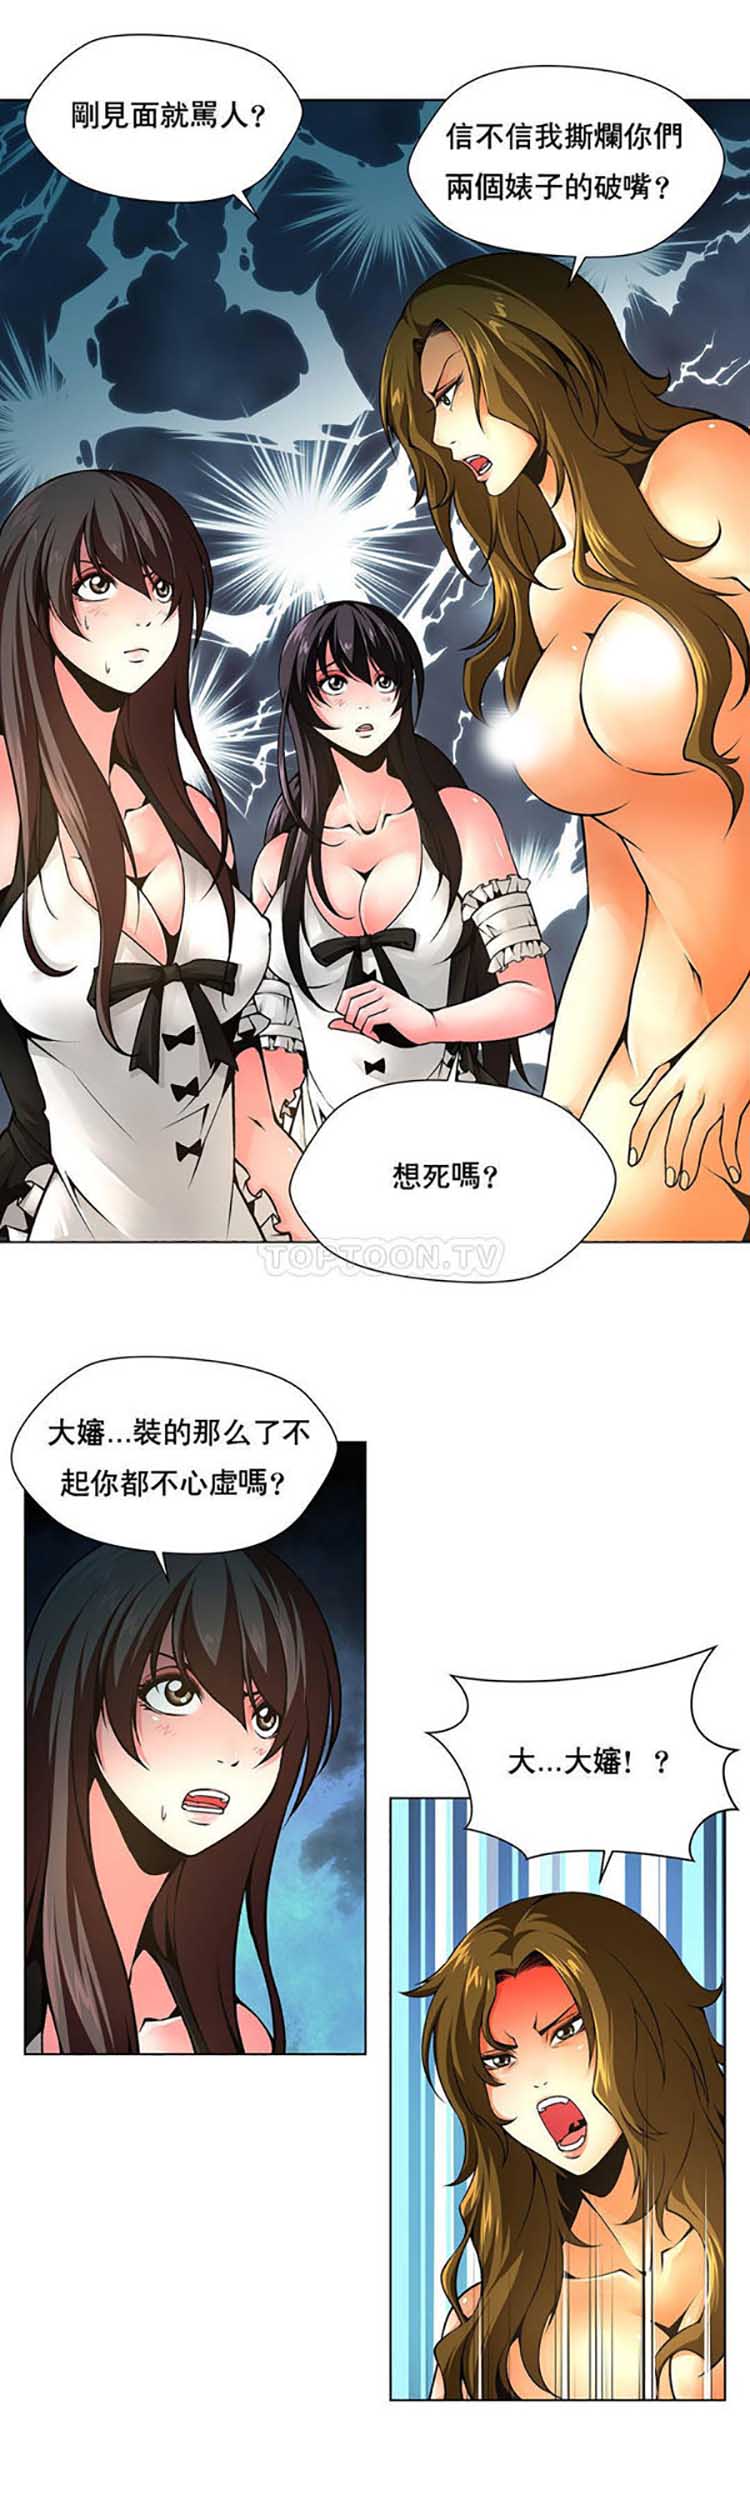 剛見面就罵人?
信不信我撕爛你們
兩個婊子的破嘴?
想死嗎?
TOPTOON.TV
大嬸...裝的那么了不
起你都不心虛嗎?
大...大嬸! ?